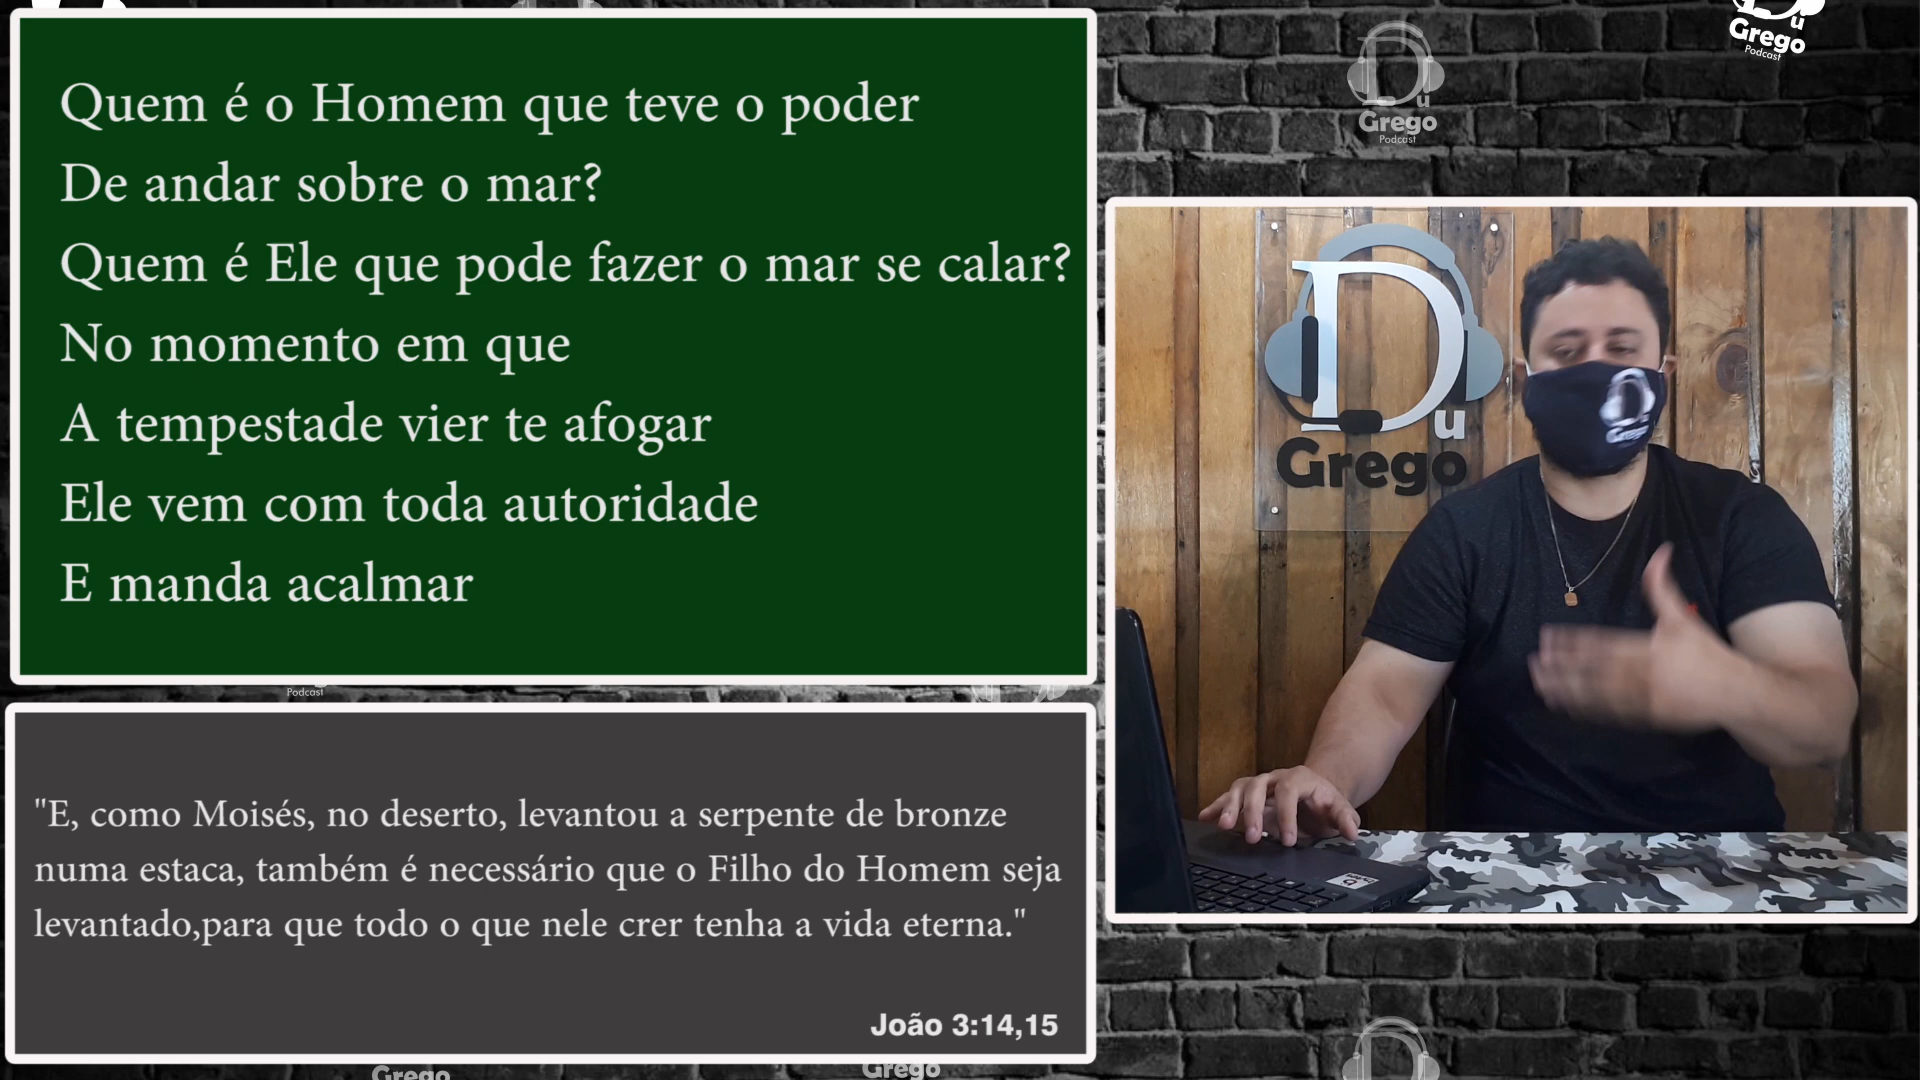 Quem é o Homem que teve o poder
De andar sobre o mar?
Quem é Ele que pode fazer o mar se calar?
No momento em que
A tempestade vier te afogar
Ele vem com toda autoridade
E manda acalmar
"E, como Moisés, no deserto, levantou a serpente de bronze
numa estaca, também é necessário que o Filho do Homem seja
levantado,para que todo o que nele crer tenha a vida eterna."
João 3:14,15
Du
Grego
Podcast
Du
Grego
Podcast
Du
Grego
Grego
Podcast
Grego
Grego